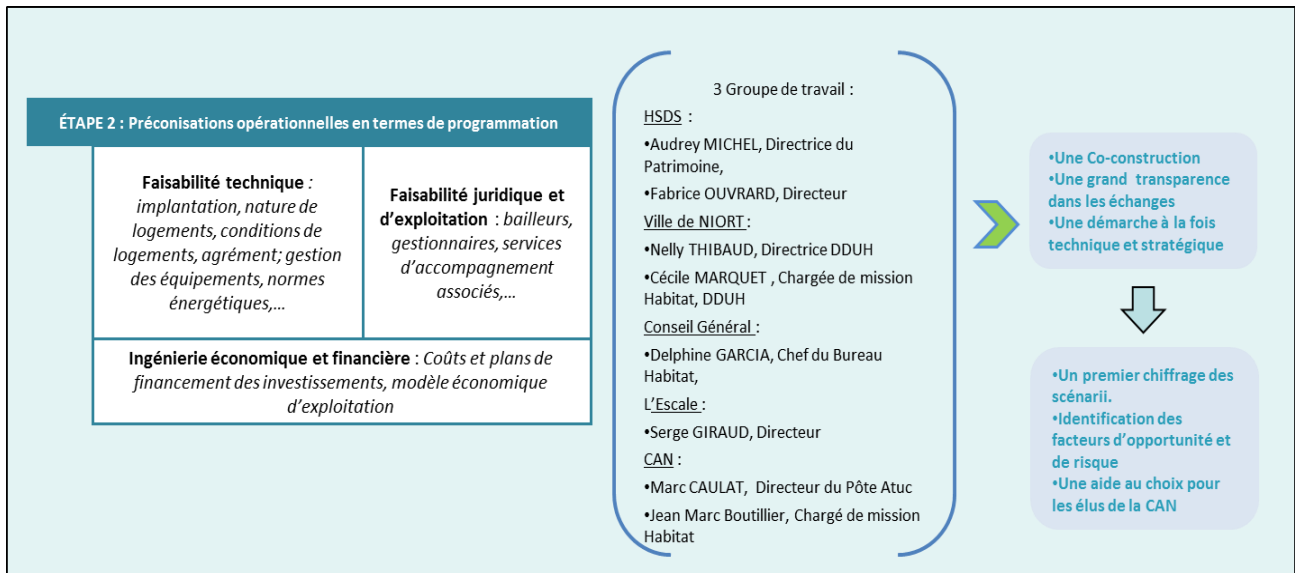 ÉTAPE 2 : Préconisations opérationnelles en termes de programmation
Faisabilité technique :
implantation, nature de
logements, conditions de
logements, agrément; gestion
des équipements, normes
énergétiques,…
Faisabilité juridique et
d’exploitation : bailleurs,
gestionnaires, services
d’accompagnement
associés,…
Ingénierie économique et financière : Coûts et plans de
financement des investissements, modèle économique
d’exploitation
3 Groupe de travail :
HSDS :
•Audrey MICHEL, Directrice du
Patrimoine,
•Fabrice OUVRARD, Directeur
Ville de NIORT :
•Nelly THIBAUD, Directrice DDUH
•Cécile MARQUET , Chargée de mission
Habitat, DDUH
Conseil Général :
•Delphine GARCIA, Chef du Bureau
Habitat,
L’Escale :
•Serge GIRAUD, Directeur
CAN :
•Marc CAULAT, Directeur du Pôte Atuc
•Jean Marc Boutillier, Chargé de mission
Habitat
•Une Co-construction
•Une grand transparence
dans les échanges
•Une démarche à la fois
technique et stratégique
•Un premier chiffrage des
scénarii.
•Identification des
facteurs d’opportunité et
de risque
•Une aide au choix pour
les élus de la CAN